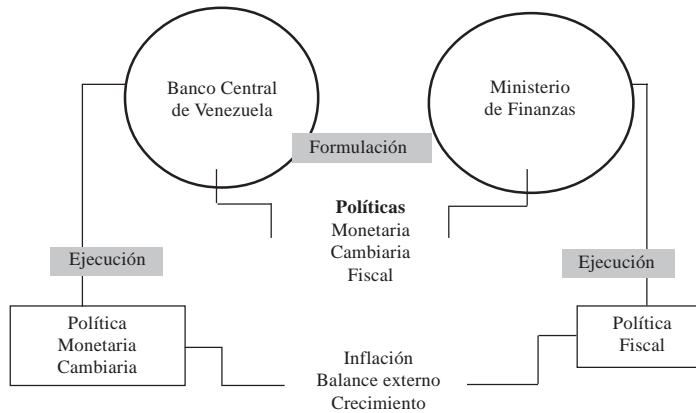 Banco Central
de Venezuela
Ministerio
de Finanzas
Formulación
Políticas
Monetaria
Cambiaria
Fiscal
Ejecución
Ejecución
Política
Monetaria
Cambiaria
Política
Fiscal
Inflación
Balance externo
Crecimiento